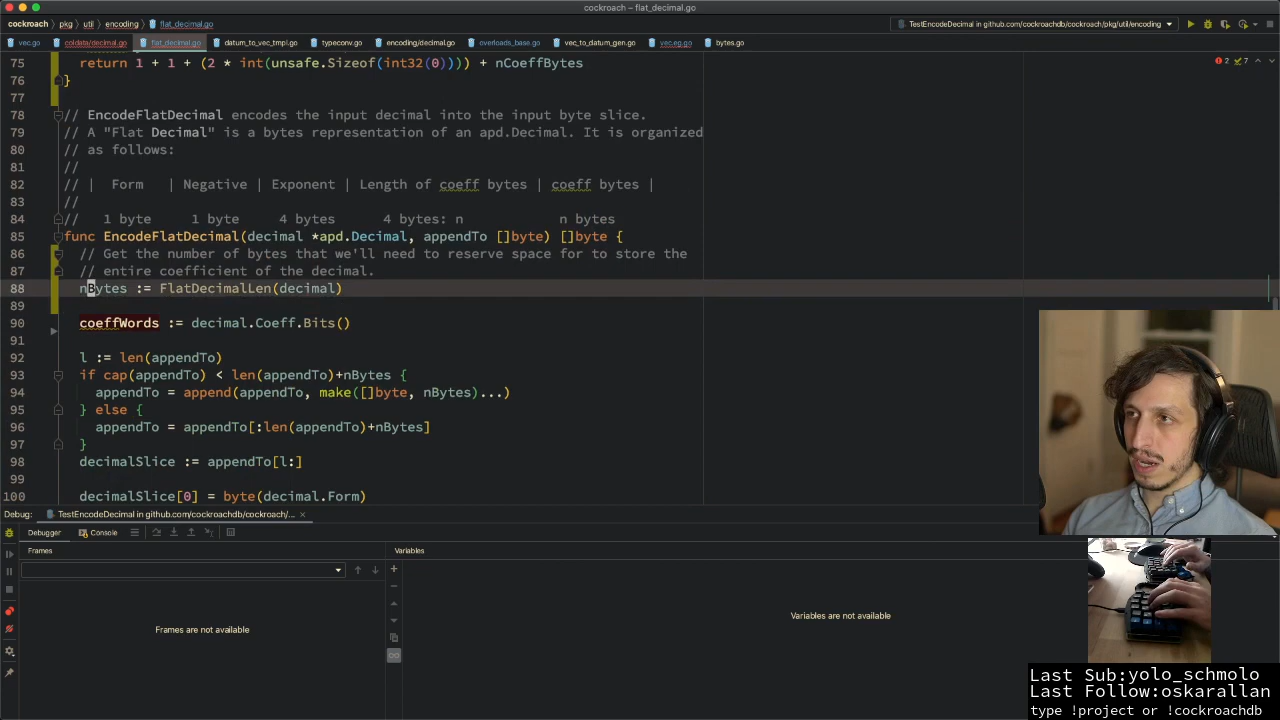 cockroach – flat_decimal.go
cockroach › pkg › util › encoding › flat_decimal.go
TestEncodeDecimal in github.com/cockroachdb/cockroach/pkg/util/encoding
vec.go coldata/decimal.go flat_decimal.go datum_to_vec_tmpl.go typeconv.go encoding/decimal.go overloads_base.go vec_to_datum_gen.go vec.eg.go bytes.go
2 7
75 return 1 + 1 + (2 * int(unsafe.Sizeof(int32(0)))) + nCoeffBytes
76 }
77
78 // EncodeFlatDecimal encodes the input decimal into the input byte slice.
79 // A "Flat Decimal" is a bytes representation of an apd.Decimal. It is organized
80 // as follows:
81 //
82 // | Form | Negative | Exponent | Length of coeff bytes | coeff bytes |
83 //
84 // 1 byte 1 byte 4 bytes 4 bytes: n n bytes
85 func EncodeFlatDecimal(decimal *apd.Decimal, appendTo []byte) []byte {
86 // Get the number of bytes that we'll need to reserve space for to store the
87 // entire coefficient of the decimal.
88 nBytes := FlatDecimalLen(decimal)
89
90 coeffWords := decimal.Coeff.Bits()
91
92 l := len(appendTo)
93 if cap(appendTo) < len(appendTo)+nBytes {
94 appendTo = append(appendTo, make([]byte, nBytes)...)
95 } else {
96 appendTo = appendTo[:len(appendTo)+nBytes]
97 }
98 decimalSlice := appendTo[l:]
99
100 decimalSlice[0] = byte(decimal.Form)
Debug: TestEncodeDecimal in github.com/cockroachdb/cockroach/...
Debugger Console
Frames Variables
Frames are not available
Variables are not available
Last Sub:yolo_schmolo
Last Follow:oskarallan
type !project or !cockroachdb